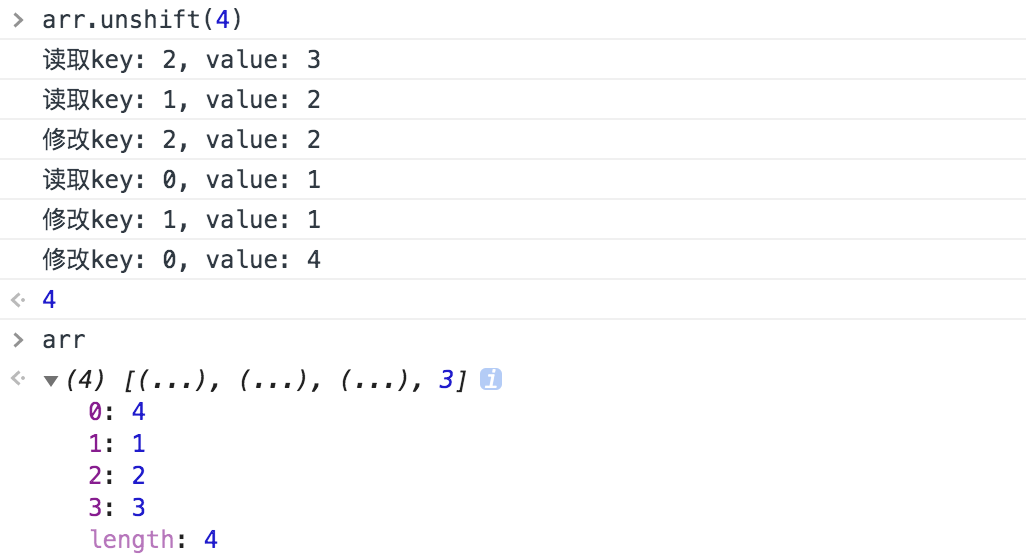 > arr.unshift(4)
读取key: 2, value: 3
读取key: 1, value: 2
修改key: 2, value: 2
读取key: 0, value: 1
修改key: 1, value: 1
修改key: 0, value: 4
4
> arr
(4) [(...), (...), (...), 3] i
0: 4
1: 1
2: 2
3: 3
length: 4